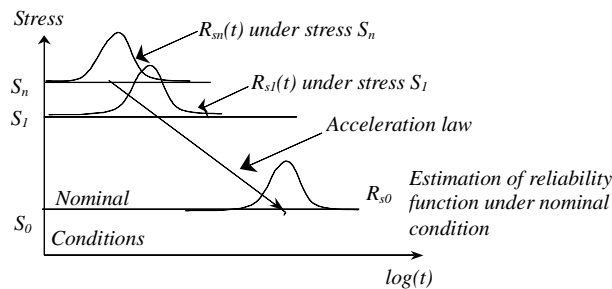 Stress
R_sn(t) under stress S_n
S_n
R_s1(t) under stress S_1
S_1
Acceleration law
Nominal
R_s0
Estimation of reliability
function under nominal
condition
S_0
Conditions
log(t)